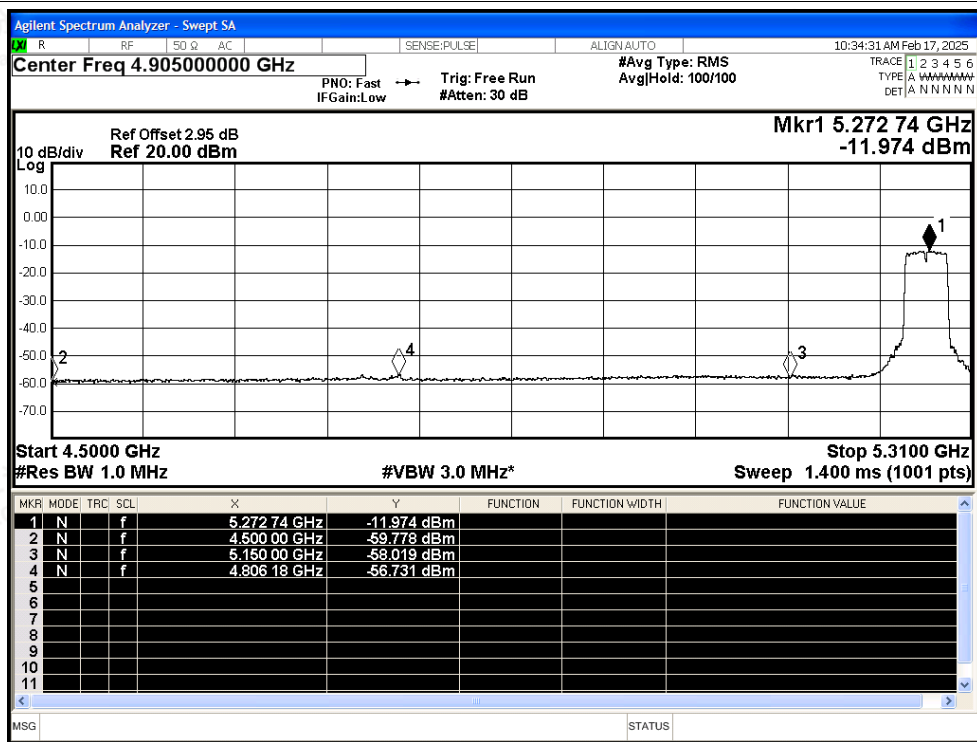 Agilent Spectrum Analyzer - Swept SA
LXI R RF 50 Ω AC SENSE:PULSE ALIGN AUTO 10:34:31 AM Feb 17, 2025
Center Freq 4.905000000 GHz #Avg Type: RMS TRACE 1 2 3 4 5 6
PNO: Fast Trig: Free Run Avg|Hold: 100/100 TYPE A WWWWW
IFGain:Low #Atten: 30 dB DET A N N N N N
Mkr1 5.272 74 GHz
Ref Offset 2.95 dB
10 dB/div Ref 20.00 dBm -11.974 dBm
Log
10.0
0.00
1
-10.0
-20.0
-30.0
-40.0
-50.0
2 4 3
-60.0
-70.0
Start 4.5000 GHz Stop 5.3100 GHz
#Res BW 1.0 MHz #VBW 3.0 MHz* Sweep 1.400 ms (1001 pts)
MKR MODE TRC SCL X Y FUNCTION FUNCTION WIDTH FUNCTION VALUE
1 N f 5.272 74 GHz -11.974 dBm
2 N f 4.500 00 GHz -59.778 dBm
3 N f 5.150 00 GHz -58.019 dBm
4 N f 4.806 18 GHz -56.731 dBm
5
6
7
8
9
10
11
MSG STATUS